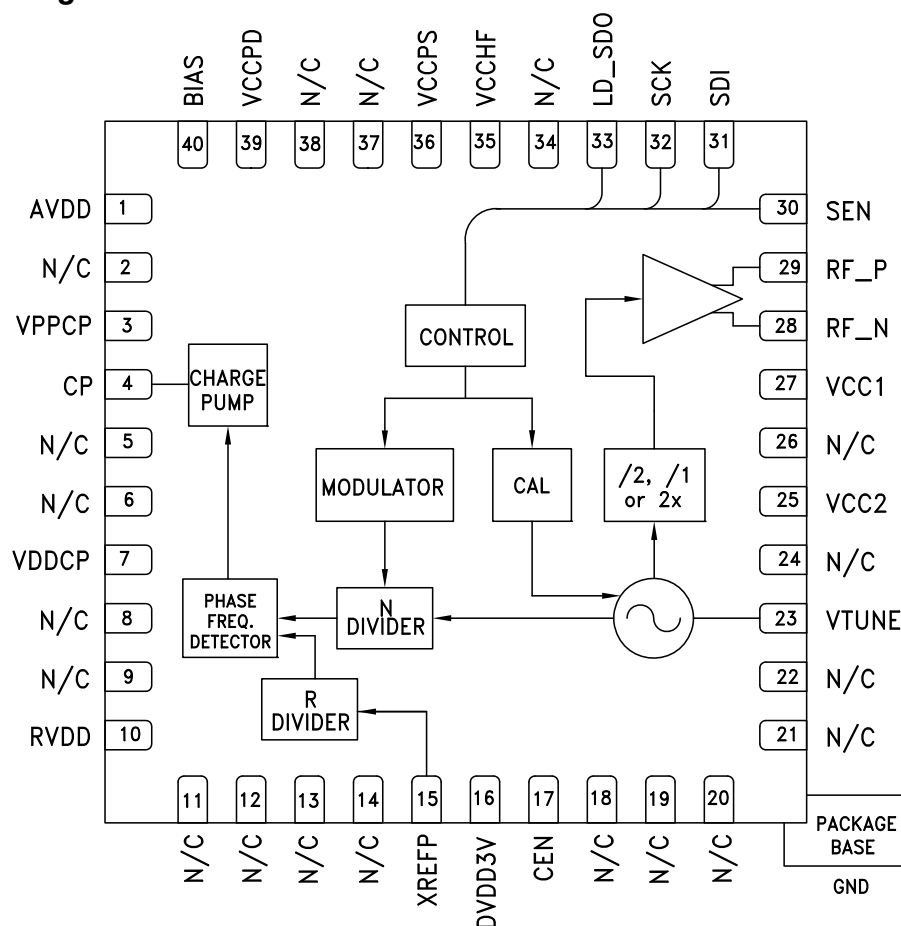 BIAS
VCCPD
N/C
N/C
VCCPS
VCCHF
N/C
LD_SDO
SCK
SDI
40
39
38
37
36
35
34
33
32
31
AVDD 1
N/C 2
VPPCP 3
CP 4
N/C 5
N/C 6
VDDCP 7
N/C 8
N/C 9
RVDD 10
30 SEN
29 RF_P
28 RF_N
27 VCC1
26 N/C
25 VCC2
24 N/C
23 VTUNE
22 N/C
21 N/C
CONTROL
CHARGE
PUMP
MODULATOR
CAL
/2, /1
or 2x
PHASE
FREQ.
DETECTOR
N
DIVIDER
R
DIVIDER
11
12
13
14
15
16
17
18
19
20
N/C
N/C
N/C
N/C
XREFP
DVDD3V
CEN
N/C
N/C
N/C
PACKAGE
BASE
GND